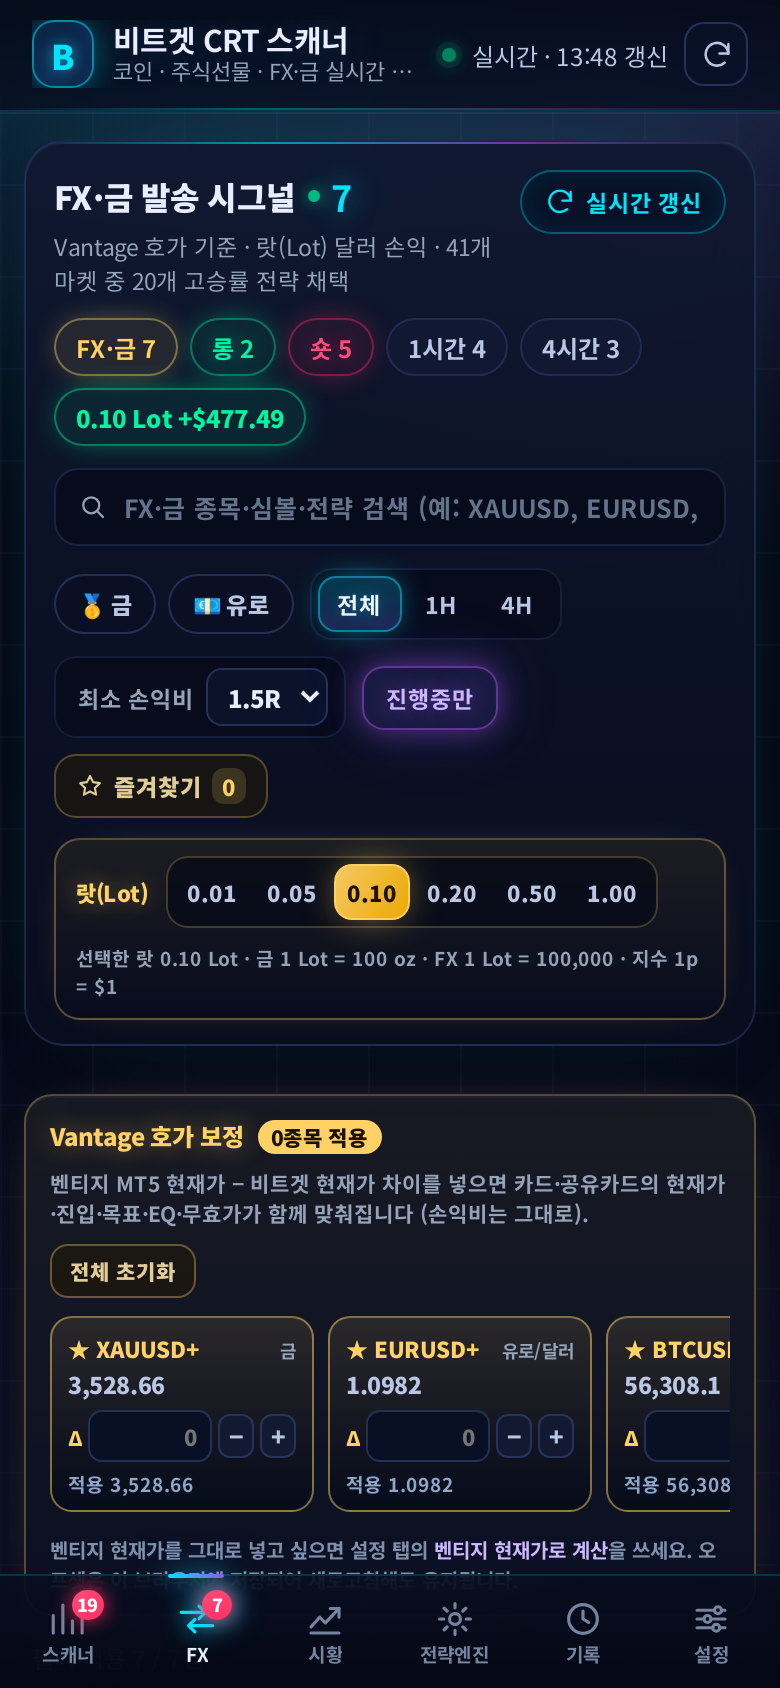 B
비트겟 CRT 스캐너
코인 · 주식선물 · FX·금 실시간 …
실시간 · 13:48 갱신
FX·금 발송 시그널 • 7
실시간 갱신
Vantage 호가 기준 · 랏(Lot) 달러 손익 · 41개
마켓 중 20개 고승률 전략 채택
FX·금 7
롱 2
숏 5
1시간 4
4시간 3
0.10 Lot +$477.49
FX·금 종목·심볼·전략 검색 (예: XAUUSD, EURUSD,
🥇 금
💶 유로
전체
1H
4H
최소 손익비
1.5R
진행중만
즐겨찾기 0
랏(Lot)
0.01
0.05
0.10
0.20
0.50
1.00
선택한 랏 0.10 Lot · 금 1 Lot = 100 oz · FX 1 Lot = 100,000 · 지수 1p
= $1
Vantage 호가 보정
0종목 적용
벤티지 MT5 현재가 − 비트겟 현재가 차이를 넣으면 카드·공유카드의 현재가
·진입·목표·EQ·무효가가 함께 맞춰집니다 (손익비는 그대로).
전체 초기화
★ XAUUSD+
금
3,528.66
Δ
0
−
+
적용 3,528.66
★ EURUSD+
유로/달러
1.0982
Δ
0
−
+
적용 1.0982
★ BTCUS
56,308.1
Δ
적용 56,308
벤티지 현재가를 그대로 넣고 싶으면 설정 탭의 벤티지 현재가로 계산을 쓰세요. 오
19
스캐너
7
FX
시황
전략엔진
기록
설정